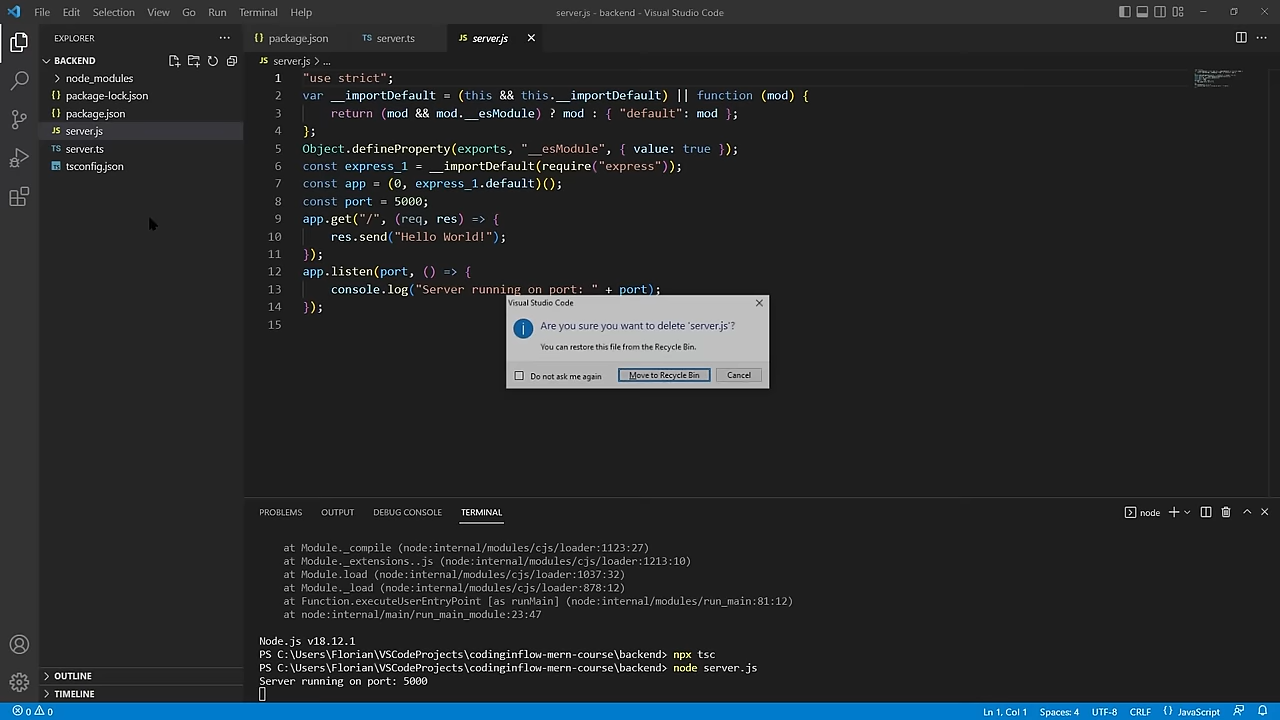 File Edit Selection View Go Run Terminal Help
server.js - backend - Visual Studio Code
EXPLORER
BACKEND
node_modules
{} package-lock.json
{} package.json
JS server.js
TS server.ts
tsconfig.json
OUTLINE
TIMELINE
{} package.json
TS server.ts
JS server.js
JS server.js > ...
1 "use strict";
2 var __importDefault = (this && this.__importDefault) || function (mod) {
3 return (mod && mod.__esModule) ? mod : { "default": mod };
4 };
5 Object.defineProperty(exports, "__esModule", { value: true });
6 const express_1 = __importDefault(require("express"));
7 const app = (0, express_1.default)();
8 const port = 5000;
9 app.get("/", (req, res) => {
10 res.send("Hello World!");
11 });
12 app.listen(port, () => {
13 console.log("Server running on port: " + port);
14 });
15
Visual Studio Code
Are you sure you want to delete 'server.js'?
You can restore this file from the Recycle Bin.
Do not ask me again
Move to Recycle Bin
Cancel
PROBLEMS OUTPUT DEBUG CONSOLE TERMINAL
node
at Module._compile (node:internal/modules/cjs/loader:1123:27)
at Module._extensions..js (node:internal/modules/cjs/loader:1213:10)
at Module.load (node:internal/modules/cjs/loader:1037:32)
at Module._load (node:internal/modules/cjs/loader:878:12)
at Function.executeUserEntryPoint [as runMain] (node:internal/modules/run_main:81:12)
at node:internal/main/run_main_module:23:47
Node.js v18.12.1
PS C:\Users\Florian\VSCodeProjects\codinginflow-mern-course\backend> npx tsc
PS C:\Users\Florian\VSCodeProjects\codinginflow-mern-course\backend> node server.js
Server running on port: 5000
0 0
Ln 1, Col 1 Spaces: 4 UTF-8 CRLF {} JavaScript